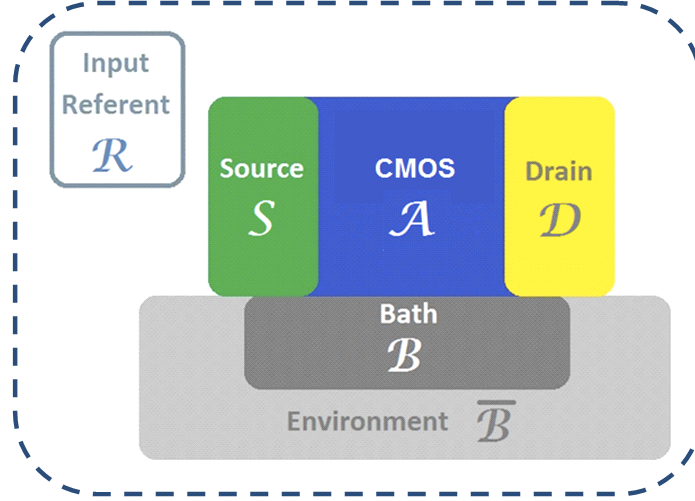 Input
Referent
ℛ
Source
𝒮
CMOS
𝒜
Drain
𝒟
Bath
ℬ
Environment ℬ̅